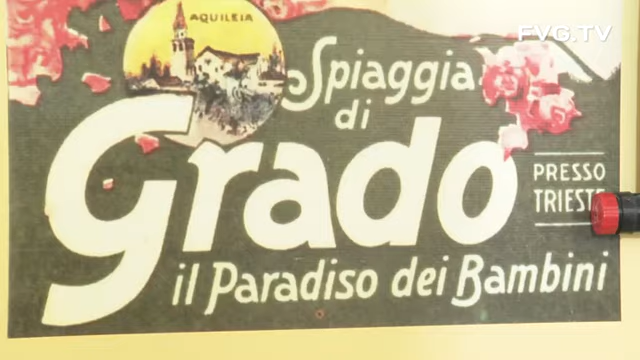 FVG.TV
AQUILEIA
Spiaggia
di
Grado
PRESSO
TRIESTE
il Paradiso dei Bambini